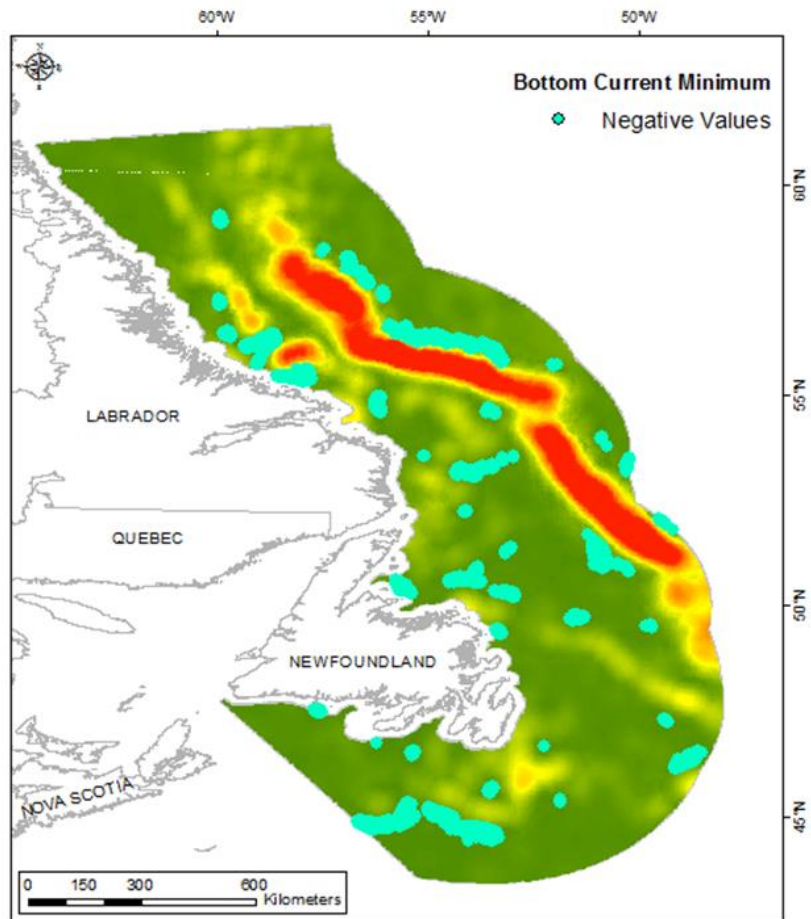 60°W 55°W 50°W
Bottom Current Minimum
Negative Values
60°N
55°N
LABRADOR
QUEBEC
50°N
NEWFOUNDLAND
NOVA SCOTIA
45°N
0 150 300 600
Kilometers